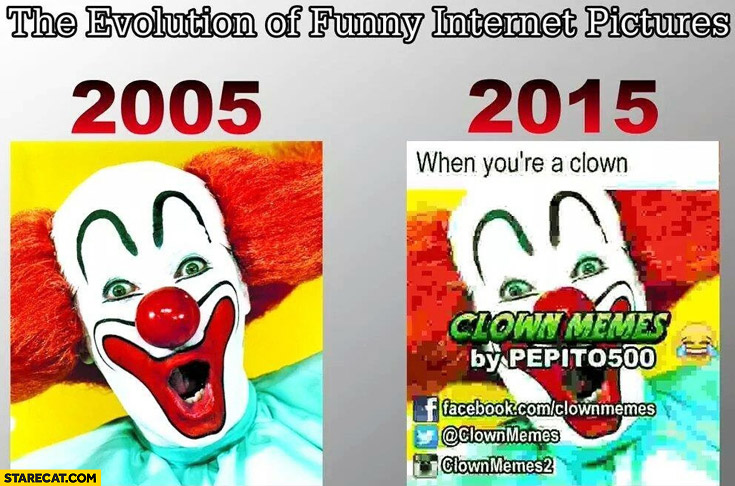 The Evolution of Funny Internet Pictures
2005
2015
When you're a clown
CLOWN MEMES
by PEPITO500
f facebook.com/clownmemes
@ClownMemes
ClownMemes2
STARECAT.COM